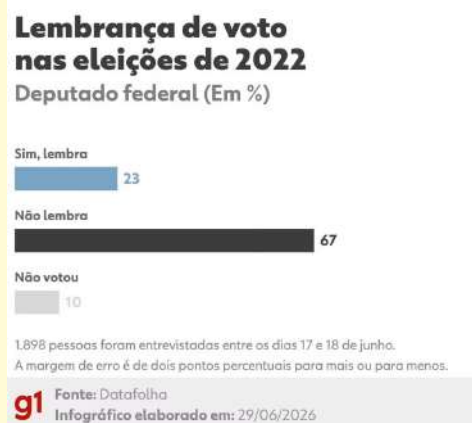 Lembrança de voto
nas eleições de 2022
Deputado federal (Em %)
Sim, lembra
23
Não lembra
67
Não votou
10
1.898 pessoas foram entrevistadas entre os dias 17 e 18 de junho.
A margem de erro é de dois pontos percentuais para mais ou para menos.
g1
Fonte: Datafolha
Infográfico elaborado em: 29/06/2026